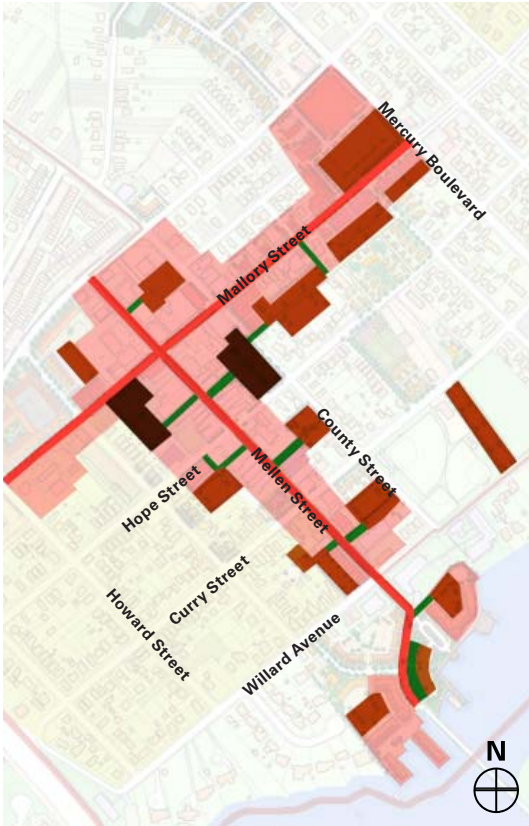 Mercury Boulevard
Mallory Street
County Street
Mellen Street
Hope Street
Curry Street
Howard Street
Willard Avenue
N